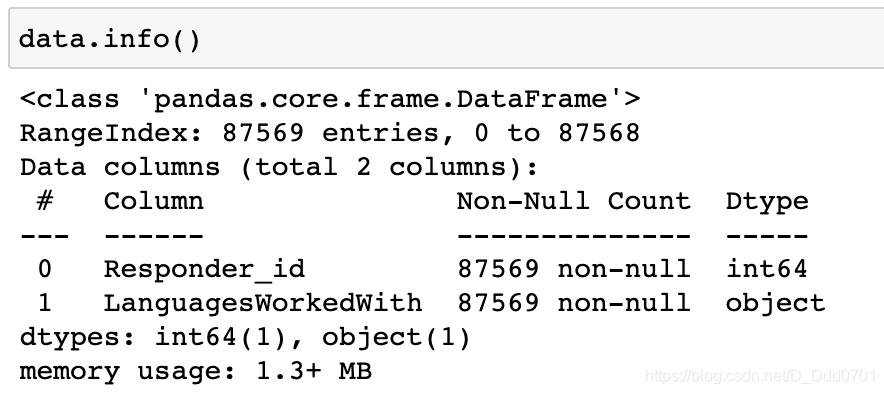 data.info()
<class 'pandas.core.frame.DataFrame'>
RangeIndex: 87569 entries, 0 to 87568
Data columns (total 2 columns):
 #   Column               Non-Null Count  Dtype
---  ------               --------------  -----
 0   Responder_id         87569 non-null  int64
 1   LanguagesWorkedWith  87569 non-null  object
dtypes: int64(1), object(1)
memory usage: 1.3+ MB
https://blog.csdn.net/D_Ddd0701